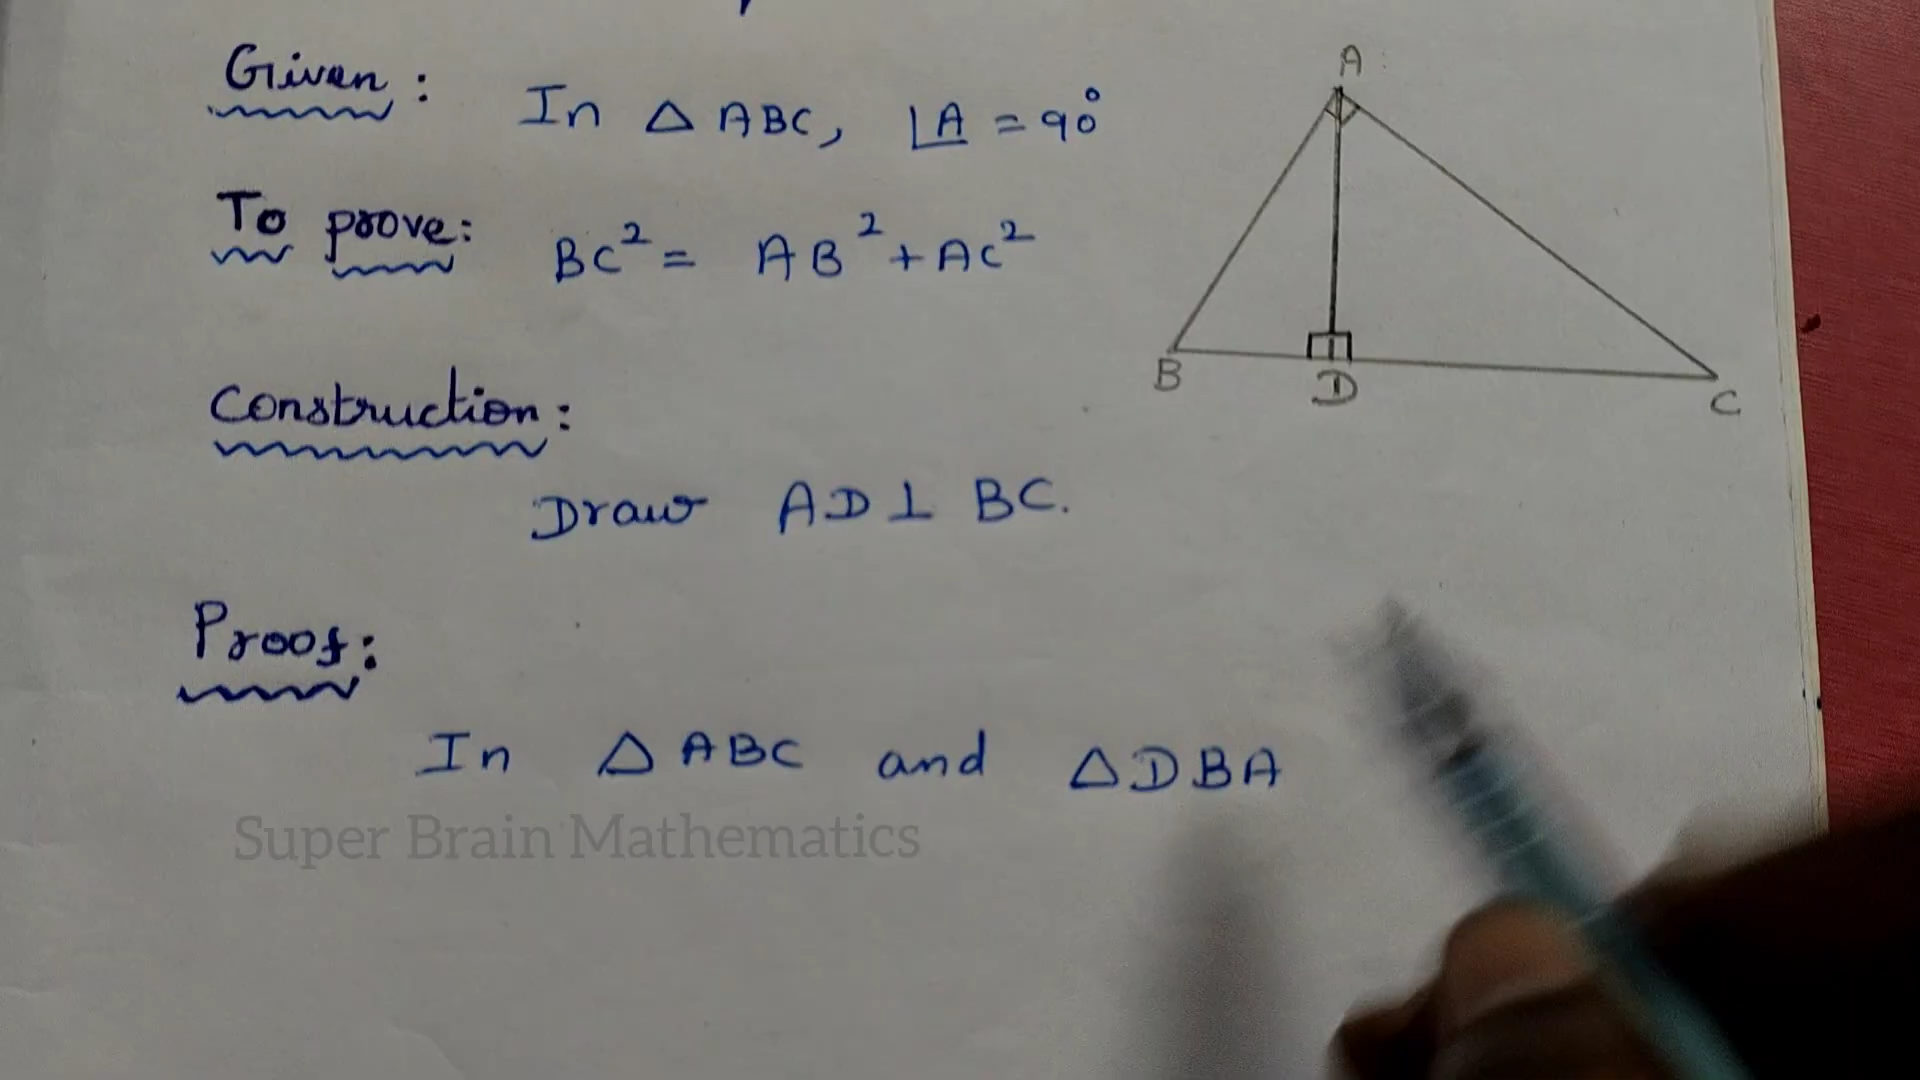 Given: In △ ABC, ∟A = 90°
To prove: BC² = AB² + AC²
Construction:
Draw AD ⊥ BC.
Proof:
In △ ABC and △DBA
Super Brain Mathematics
A
B
D
C